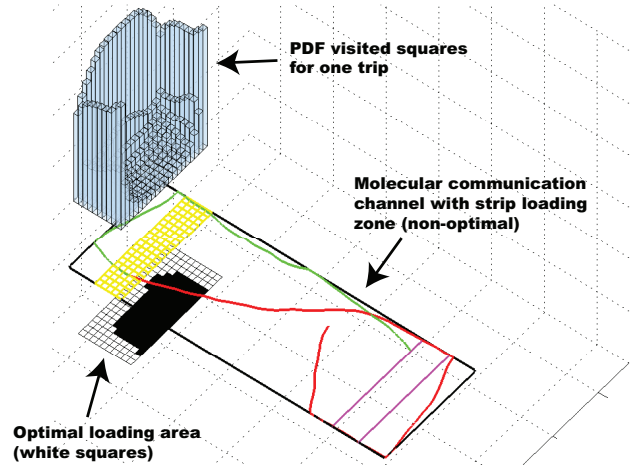 PDF visited squares
for one trip
Molecular communication
channel with strip loading
zone (non-optimal)
Optimal loading area
(white squares)